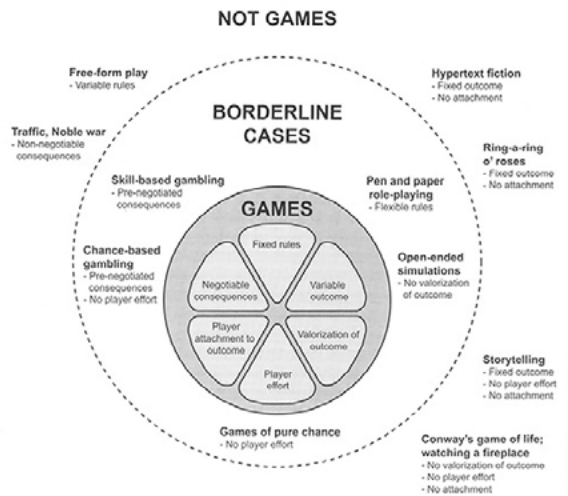 NOT GAMES
Free-form play
- Variable rules
Hypertext fiction
- Fixed outcome
- No attachment
BORDERLINE
CASES
Traffic, Noble war
- Non-negotiable
consequences
Ring-a-ring
o' roses
- Fixed outcome
- No attachment
Skill-based gambling
- Pre-negotiated
consequences
Pen and paper
role-playing
- Flexible rules
GAMES
Fixed rules
Chance-based
gambling
- Pre-negotiated
consequences
- No player effort
Negotiable
consequences
Variable
outcome
Open-ended
simulations
- No valorization
of outcome
Player
attachment to
outcome
Valorization of
outcome
Player
effort
Storytelling
- Fixed outcome
- No player effort
- No attachment
Games of pure chance
- No player effort
Conway's game of life;
watching a fireplace
- No valorization of outcome
- No player effort
- No attachment